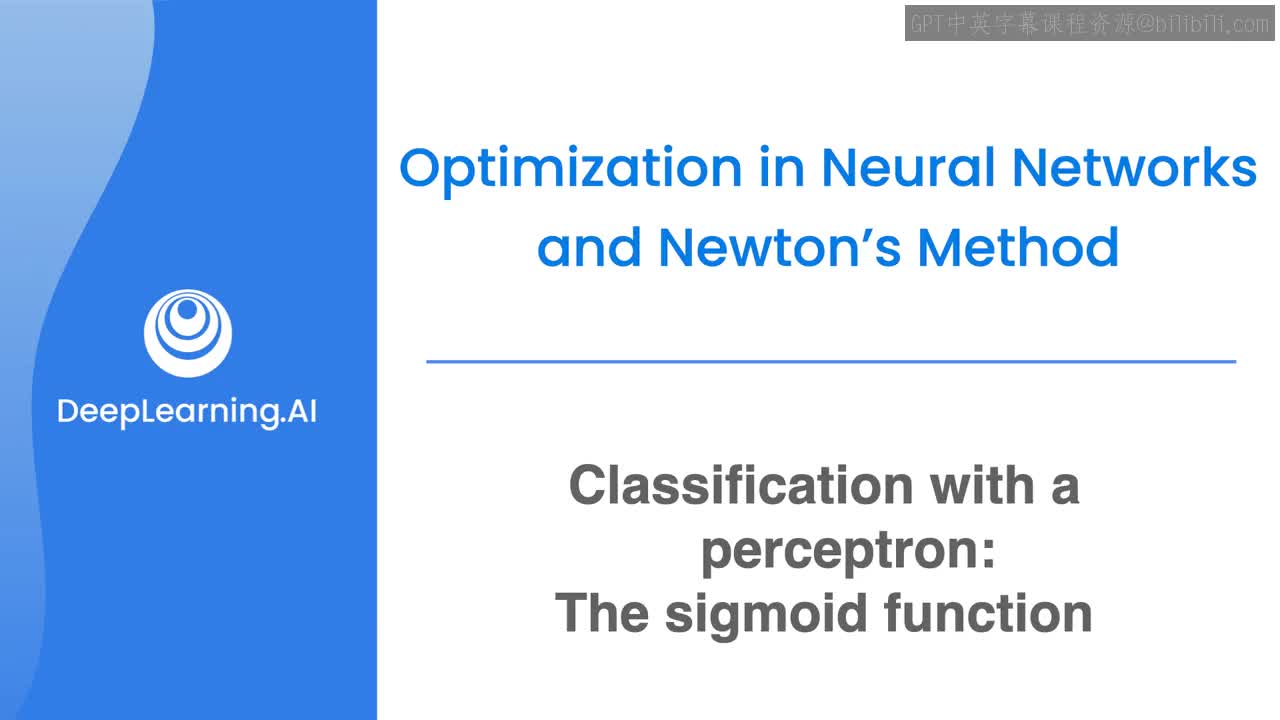 GPT中英字幕课程资源@bilibili.com
Optimization in Neural Networks
and Newton's Method
DeepLearning.AI
Classification with a
perceptron:
The sigmoid function